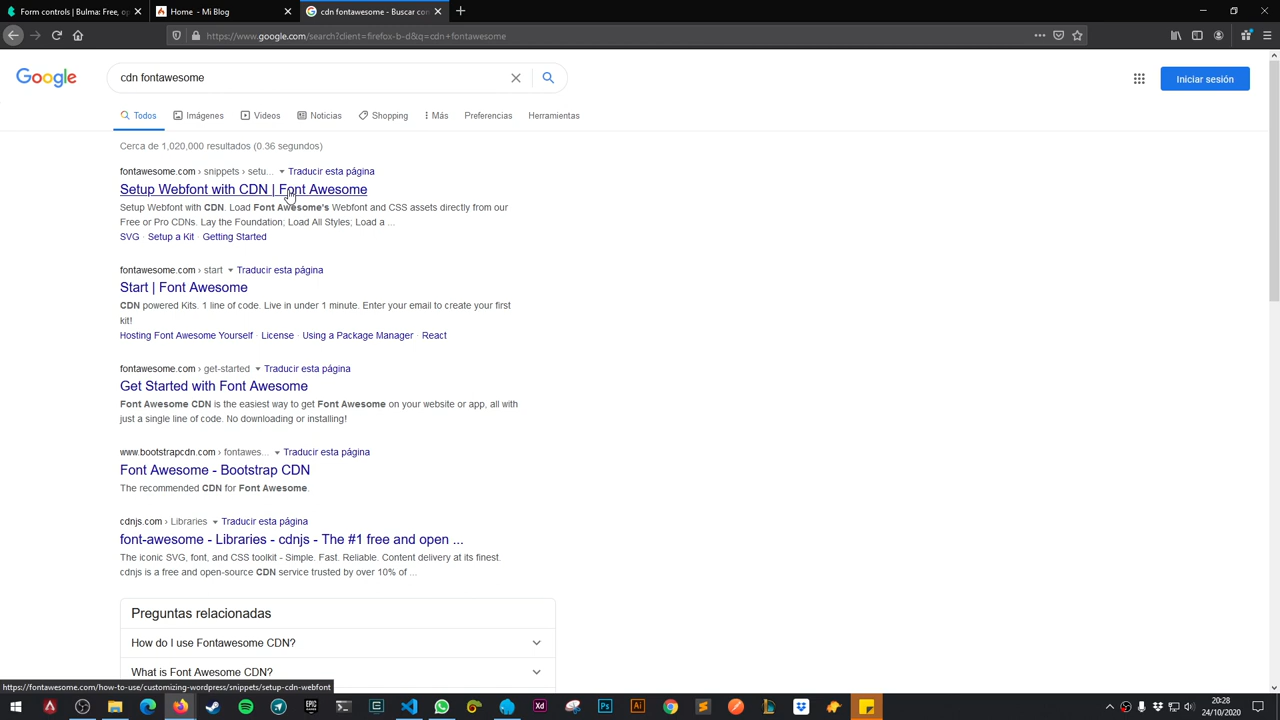 Form controls | Bulma: Free, op
Home - Mi Blog
cdn fontawesome - Buscar con
https://www.google.com/search?client=firefox-b-d&q=cdn+fontawesome
Google
cdn fontawesome
Iniciar sesión
Todos
Imágenes
Videos
Noticias
Shopping
Más
Preferencias
Herramientas
Cerca de 1,020,000 resultados (0.36 segundos)
fontawesome.com › snippets › setu... Traducir esta página
Setup Webfont with CDN | Font Awesome
Setup Webfont with CDN. Load Font Awesome's Webfont and CSS assets directly from our
Free or Pro CDNs. Lay the Foundation; Load All Styles; Load a ...
SVG · Setup a Kit · Getting Started
fontawesome.com › start Traducir esta página
Start | Font Awesome
CDN powered Kits. 1 line of code. Live in under 1 minute. Enter your email to create your first
kit!
Hosting Font Awesome Yourself · License · Using a Package Manager · React
fontawesome.com › get-started Traducir esta página
Get Started with Font Awesome
Font Awesome CDN is the easiest way to get Font Awesome on your website or app, all with
just a single line of code. No downloading or installing!
www.bootstrapcdn.com › fontawes... Traducir esta página
Font Awesome - Bootstrap CDN
The recommended CDN for Font Awesome.
cdnjs.com › Libraries Traducir esta página
font-awesome - Libraries - cdnjs - The #1 free and open ...
The iconic SVG, font, and CSS toolkit - Simple. Fast. Reliable. Content delivery at its finest.
cdnjs is a free and open-source CDN service trusted by over 10% of ...
Preguntas relacionadas
How do I use Fontawesome CDN?
What is Font Awesome CDN?
https://fontawesome.com/how-to-use/customizing-wordpress/snippets/setup-cdn-webfont
EPIC
Xd
Ps
Ai
20:28
24/10/2020